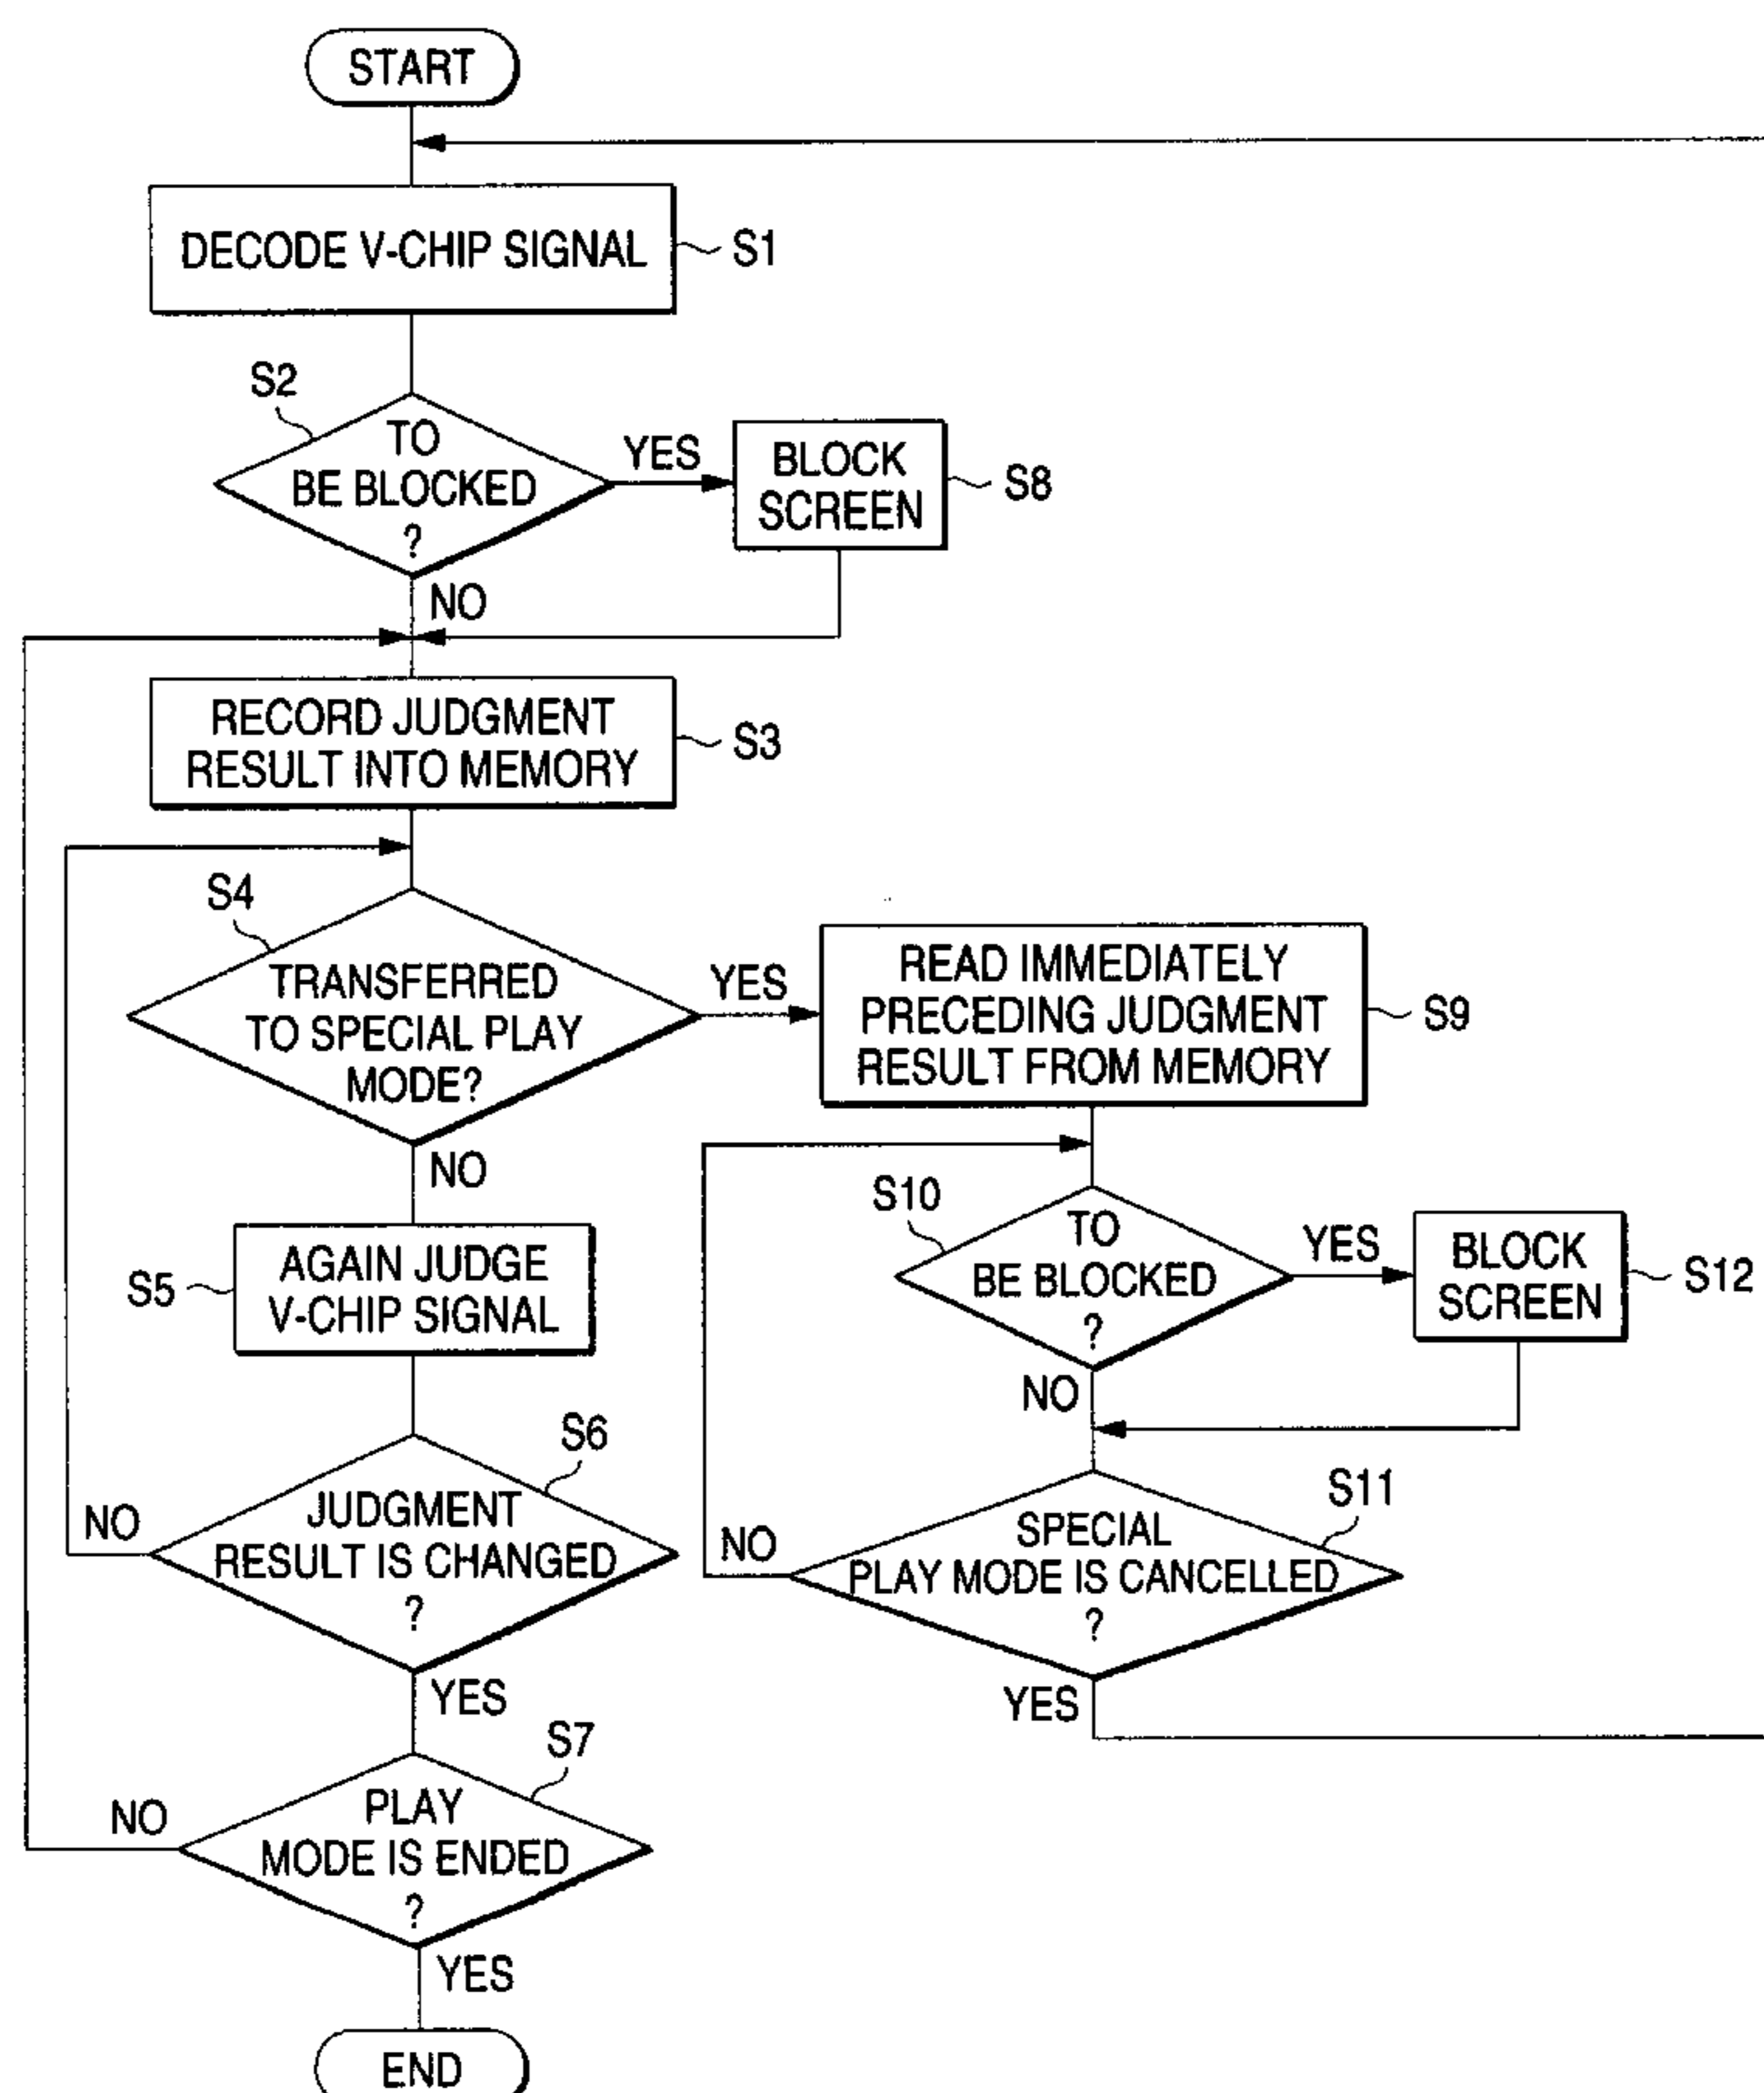 START
DECODE V-CHIP SIGNAL
S1
S2
TO
BE BLOCKED
?
YES
BLOCK
SCREEN
S8
NO
RECORD JUDGMENT
RESULT INTO MEMORY
S3
S4
TRANSFERRED
TO SPECIAL PLAY
MODE?
YES
READ IMMEDIATELY
PRECEDING JUDGMENT
RESULT FROM MEMORY
S9
NO
S5
AGAIN JUDGE
V-CHIP SIGNAL
S10
TO
BE BLOCKED
?
YES
BLOCK
SCREEN
S12
NO
S6
JUDGMENT
RESULT IS CHANGED
?
NO
YES
S11
SPECIAL
PLAY MODE IS CANCELLED
?
NO
YES
S7
PLAY
MODE IS ENDED
?
NO
YES
END